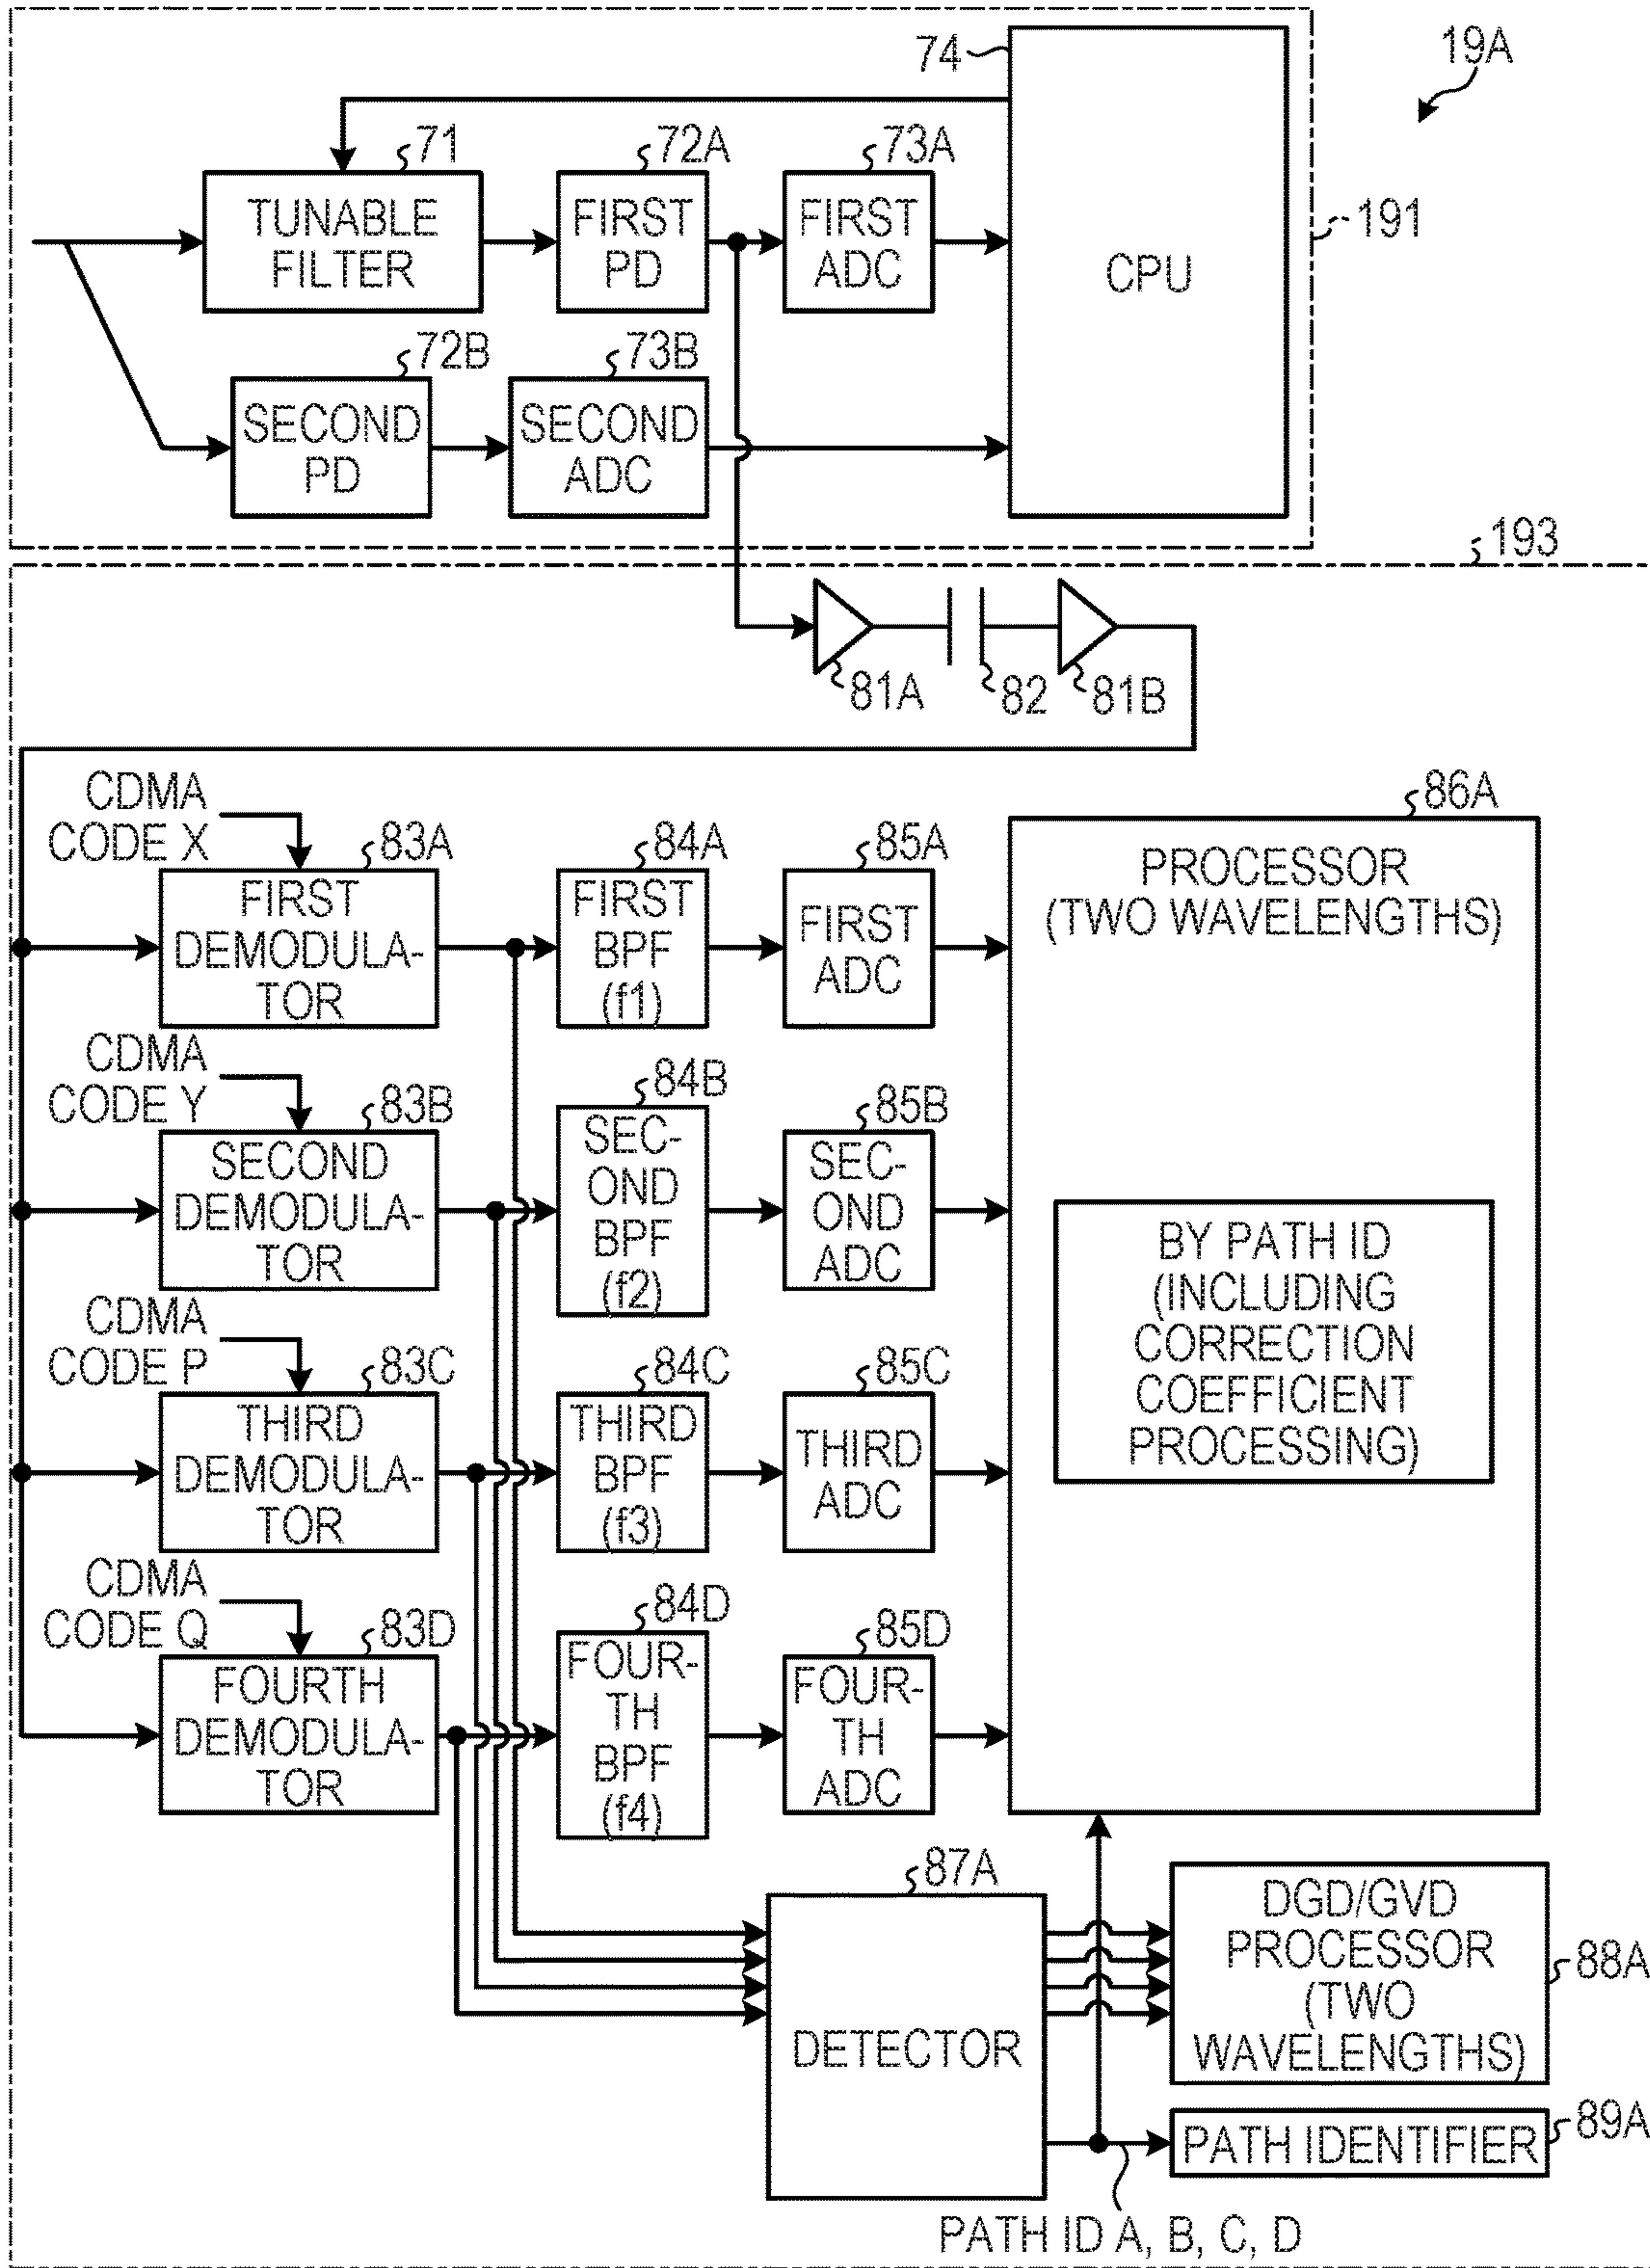 19A
74
71
72A
73A
TUNABLE
FILTER
FIRST
PD
FIRST
ADC
CPU
191
72B
73B
SECOND
PD
SECOND
ADC
193
81A
82
81B
86A
CDMA
CODE X
83A
84A
85A
FIRST
DEMODULA-
TOR
FIRST
BPF
(f1)
FIRST
ADC
PROCESSOR
(TWO WAVELENGTHS)
CDMA
CODE Y
83B
84B
85B
SECOND
DEMODULA-
TOR
SEC-
OND
BPF
(f2)
SEC-
OND
ADC
BY PATH ID
(INCLUDING
CORRECTION
COEFFICIENT
PROCESSING)
CDMA
CODE P
83C
84C
85C
THIRD
DEMODULA-
TOR
THIRD
BPF
(f3)
THIRD
ADC
CDMA
CODE Q
83D
84D
85D
FOURTH
DEMODULA-
TOR
FOUR-
TH
BPF
(f4)
FOUR-
TH
ADC
87A
DETECTOR
DGD/GVD
PROCESSOR
(TWO
WAVELENGTHS)
88A
PATH IDENTIFIER
89A
PATH ID A, B, C, D